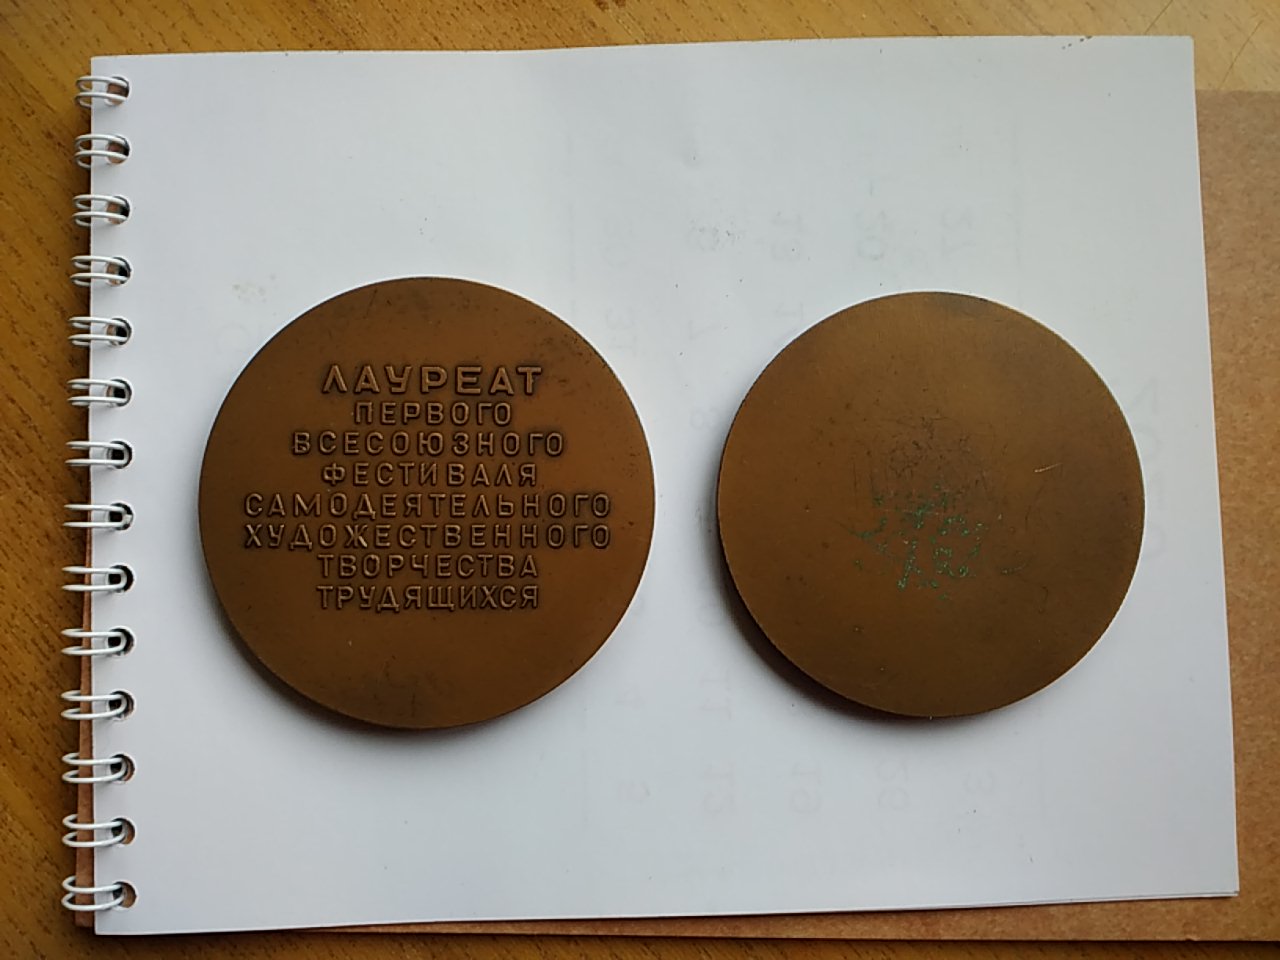 ЛАУРЕАТ
ПЕРВОГО
ВСЕСОЮЗНОГО
ФЕСТИВАЛЯ
САМОДЕЯТЕЛЬНОГО
ХУДОЖЕСТВЕННОГО
ТВОРЧЕСТВА
ТРУДЯЩИХСЯ